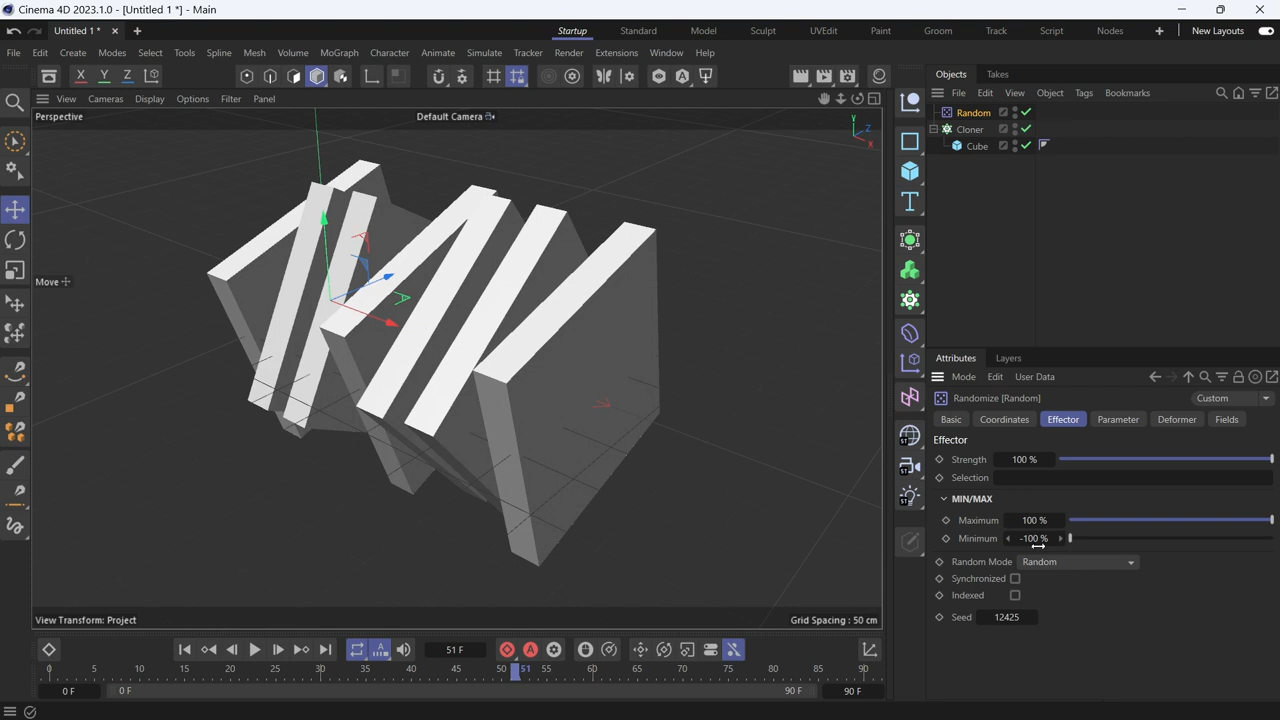 Cinema 4D 2023.1.0 - [Untitled 1 *] - Main
Untitled 1 *
Startup Standard Model Sculpt UVEdit Paint Groom Track Script Nodes New Layouts
File Edit Create Modes Select Tools Spline Mesh Volume MoGraph Character Animate Simulate Tracker Render Extensions Window Help
X Y Z
Objects Takes
View Cameras Display Options Filter Panel
File Edit View Object Tags Bookmarks
Perspective
Default Camera
Y Z X
Random
Cloner
Cube
Move
Attributes Layers
Mode Edit User Data
Randomize [Random]
Custom
Basic Coordinates Effector Parameter Deformer Fields
Effector
Strength 100 %
Selection
MIN/MAX
Maximum 100 %
Minimum -100 %
Random Mode Random
Synchronized
Indexed
Seed 12425
View Transform: Project
Grid Spacing : 50 cm
51 F
0 5 10 15 20 25 30 35 40 45 50 51 55 60 65 70 75 80 85 90
0 F 0 F 90 F 90 F
ST
ST
ST